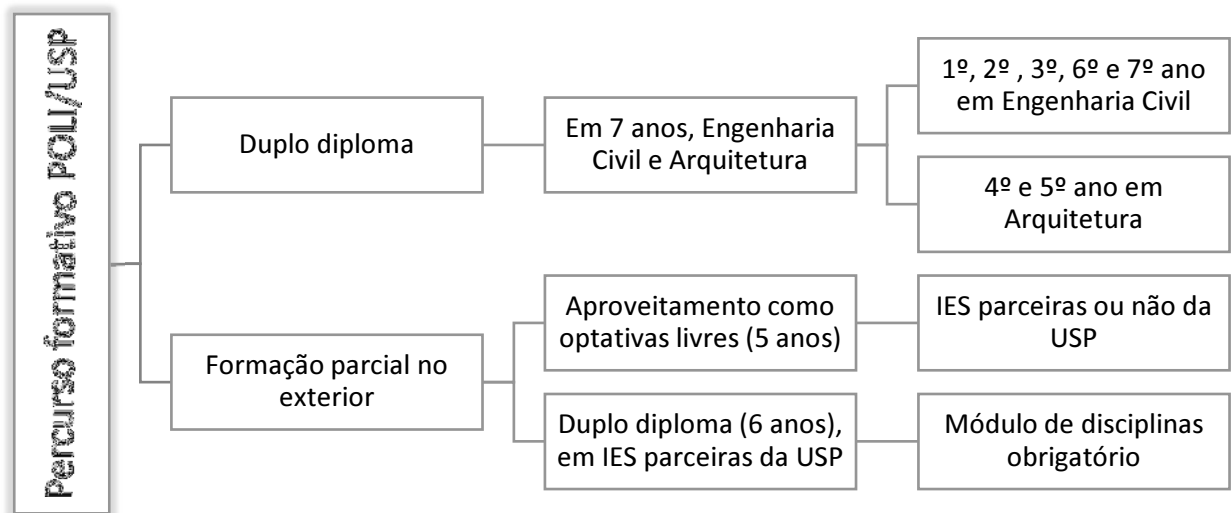 Percurso formativo POLI/USP
Duplo diploma
Em 7 anos, Engenharia
Civil e Arquitetura
1º, 2º , 3º, 6º e 7º ano
em Engenharia Civil
4º e 5º ano em
Arquitetura
Formação parcial no
exterior
Aproveitamento como
optativas livres (5 anos)
IES parceiras ou não da
USP
Duplo diploma (6 anos),
em IES parceiras da USP
Módulo de disciplinas
obrigatório